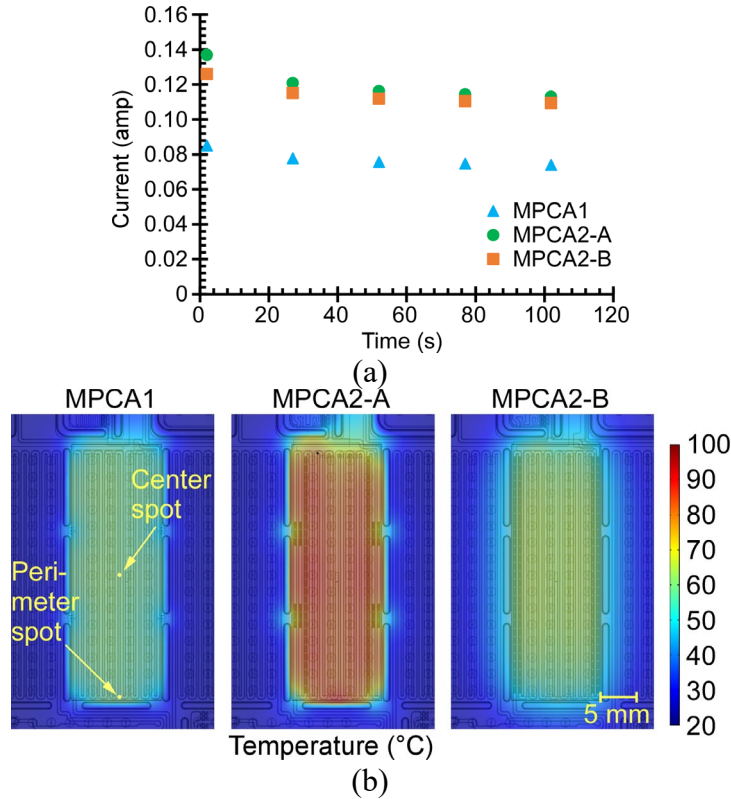 0.16
0.14
0.12
0.10
0.08
0.06
0.04
0.02
0
Current (amp)
MPCA1
MPCA2-A
MPCA2-B
0 20 40 60 80 100 120
Time (s)
(a)
MPCA1 MPCA2-A MPCA2-B
Center
spot
Peri-
meter
spot
5 mm
100
90
80
70
60
50
40
30
20
Temperature (°C)
(b)